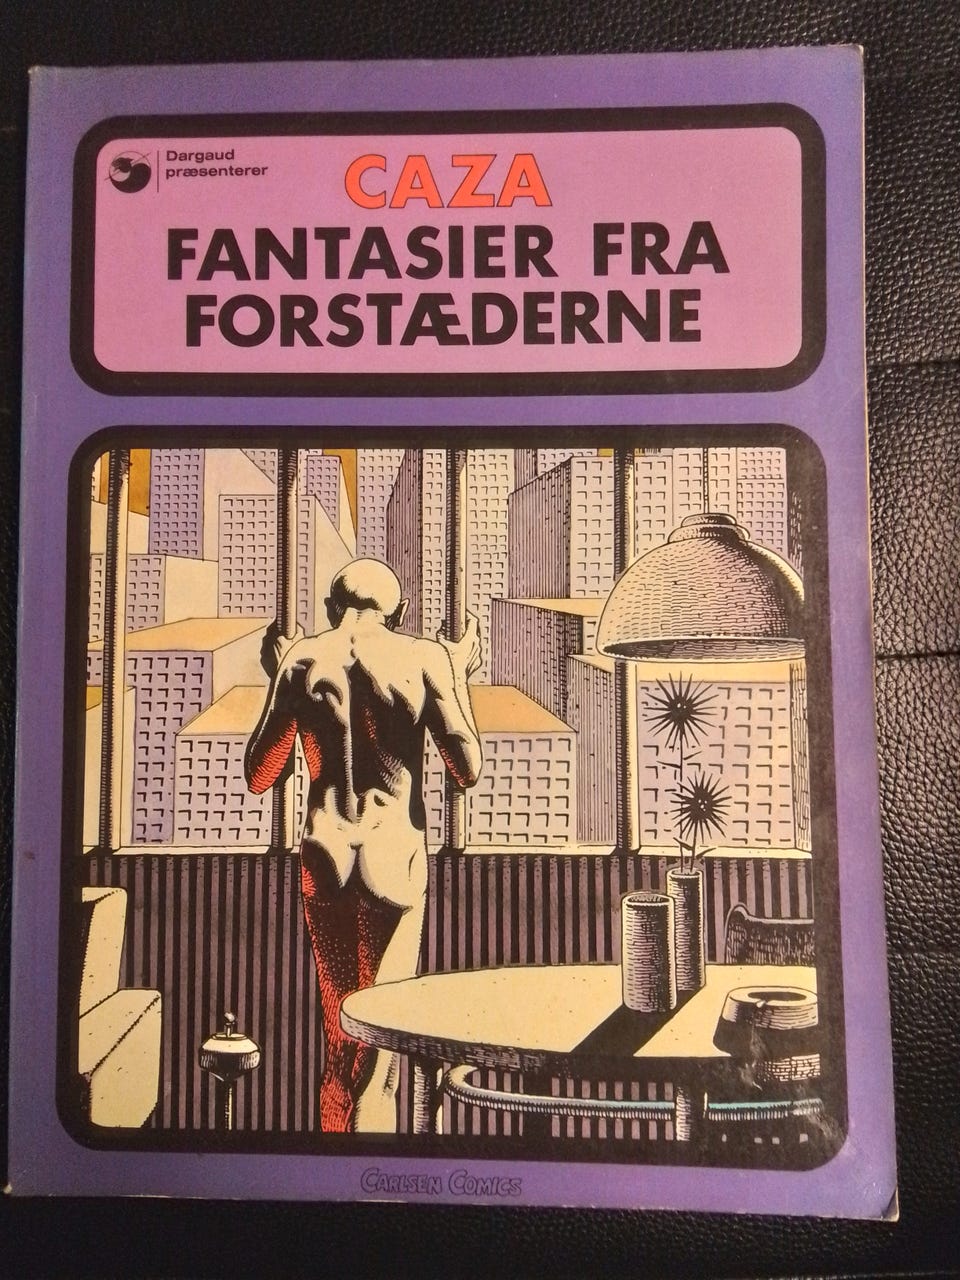 Dargaud
præsenterer
CAZA
FANTASIER FRA
FORSTÆDERNE
CARLSEN COMICS